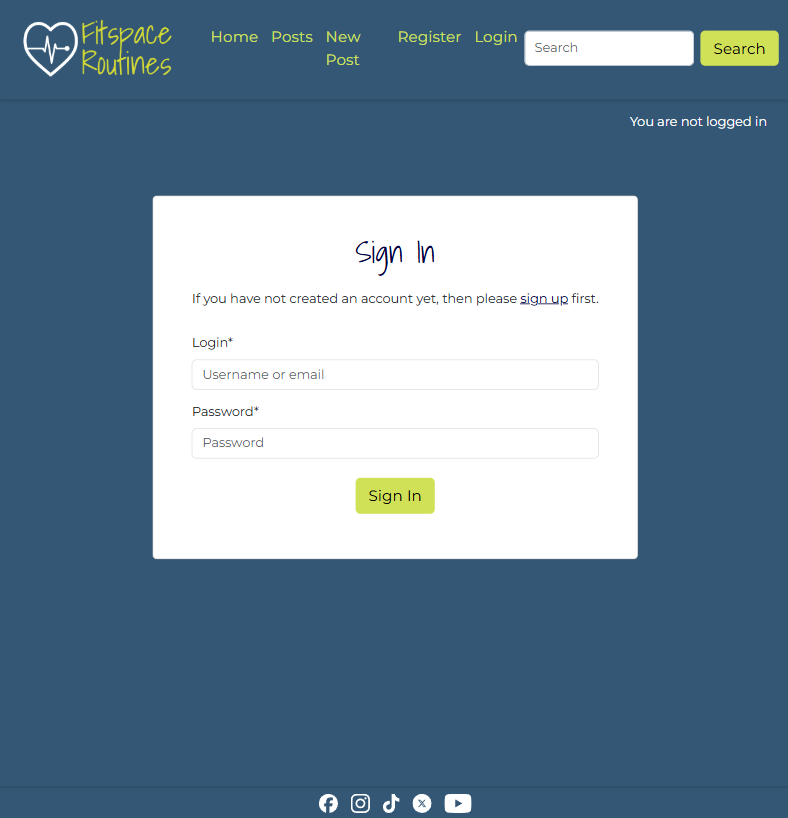 Fitspace
Routines
Home Posts New Post Register Login Search Search
You are not logged in
Sign In
If you have not created an account yet, then please sign up first.
Login*
Username or email
Password*
Password
Sign In